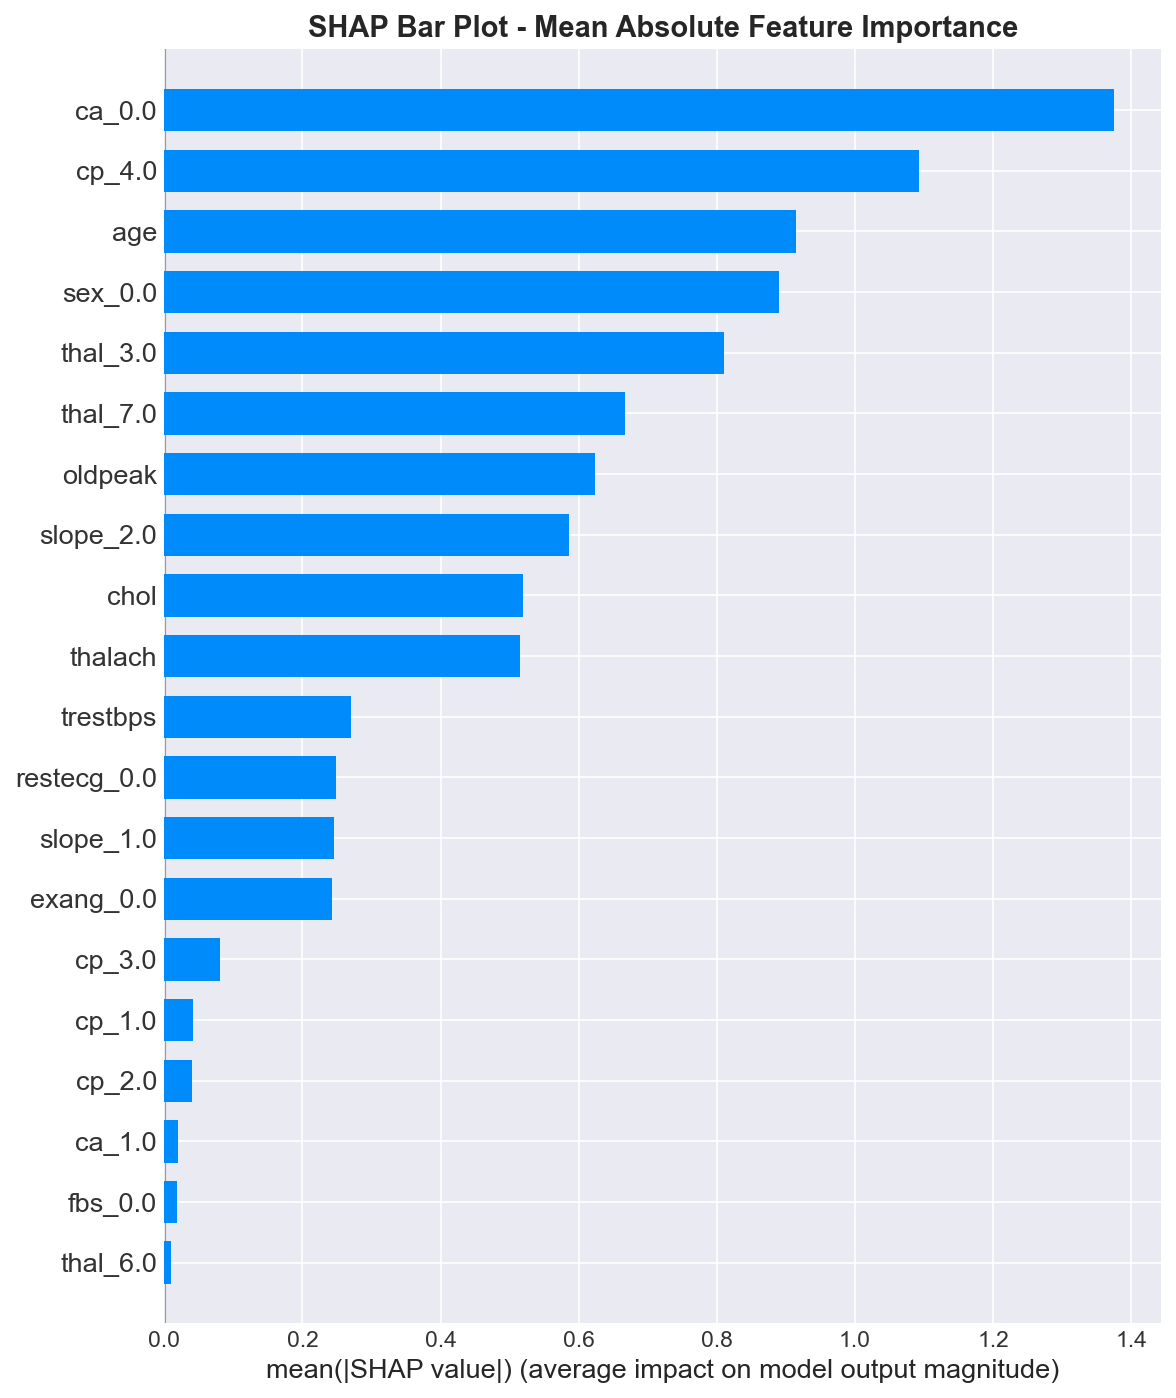 SHAP Bar Plot - Mean Absolute Feature Importance
ca_0.0
cp_4.0
age
sex_0.0
thal_3.0
thal_7.0
oldpeak
slope_2.0
chol
thalach
trestbps
restecg_0.0
slope_1.0
exang_0.0
cp_3.0
cp_1.0
cp_2.0
ca_1.0
fbs_0.0
thal_6.0
0.0 0.2 0.4 0.6 0.8 1.0 1.2 1.4
mean(|SHAP value|) (average impact on model output magnitude)